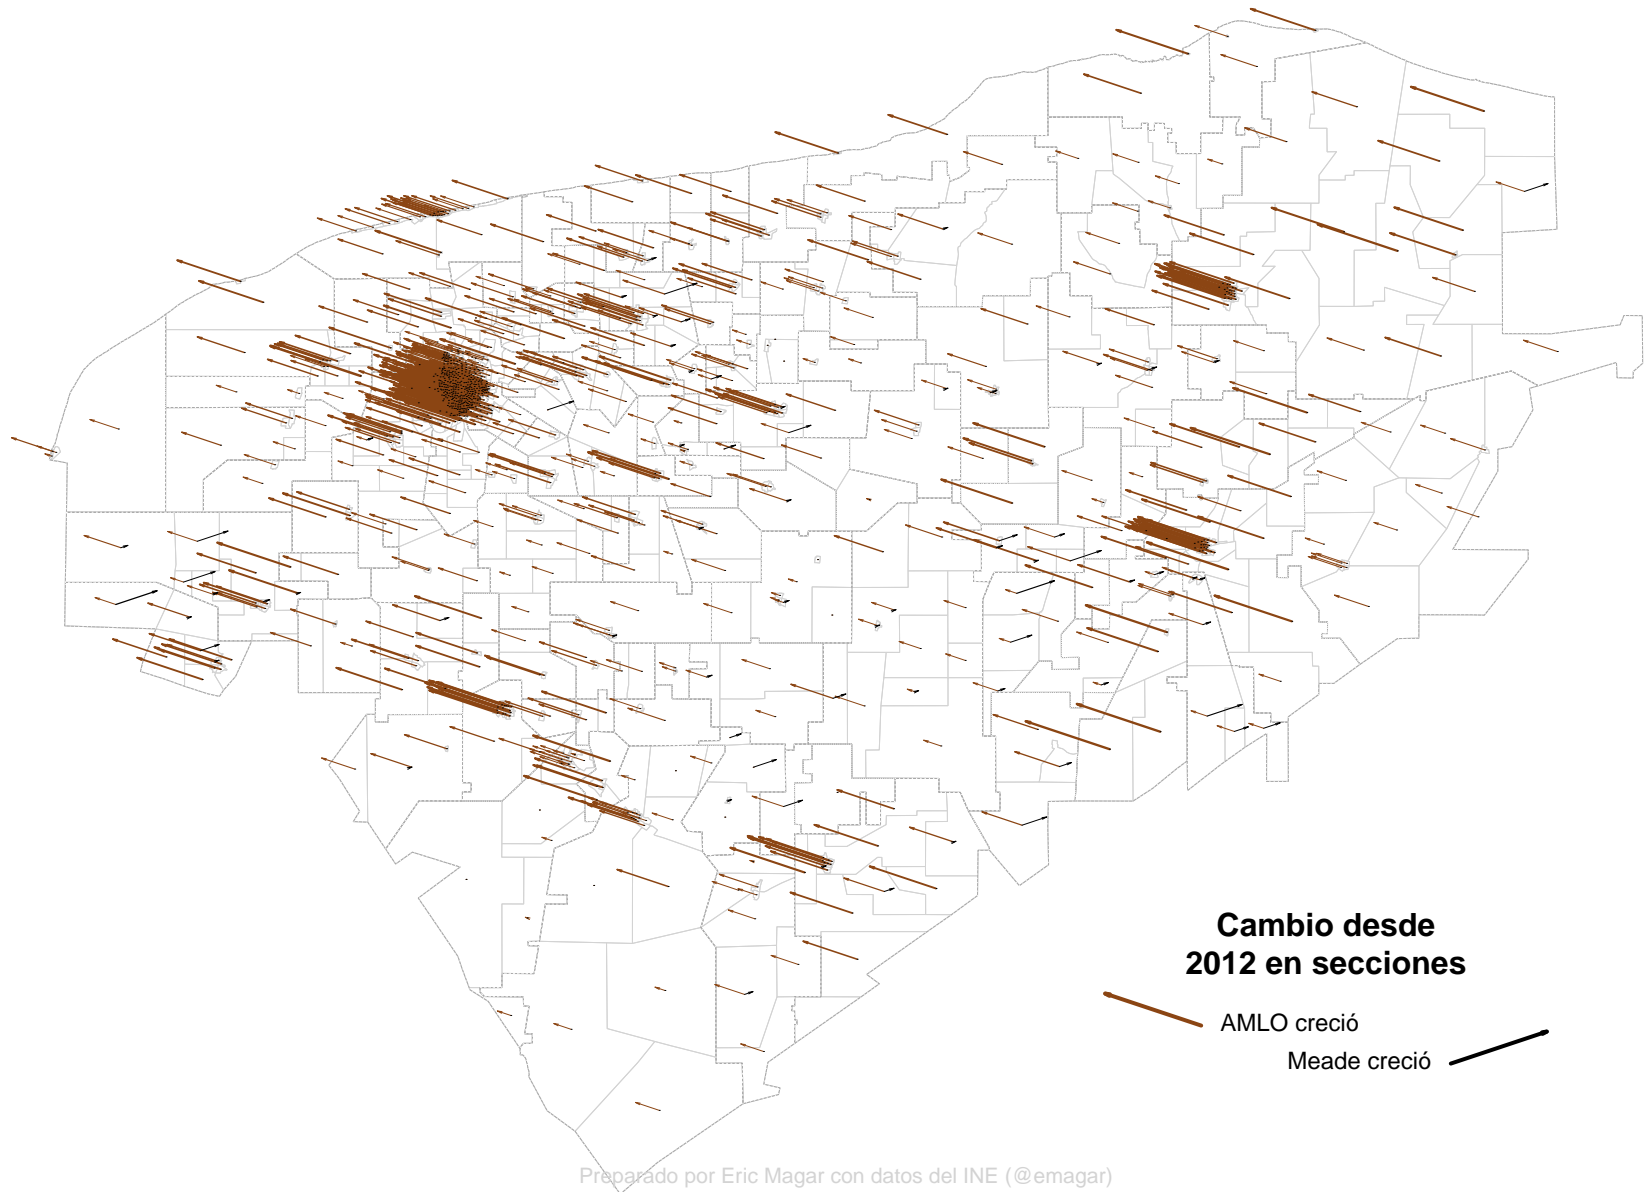 Cambio desde
2012 en secciones
AMLO creció
Meade creció
Preparado por Eric Magar con datos del INE (@emagar)